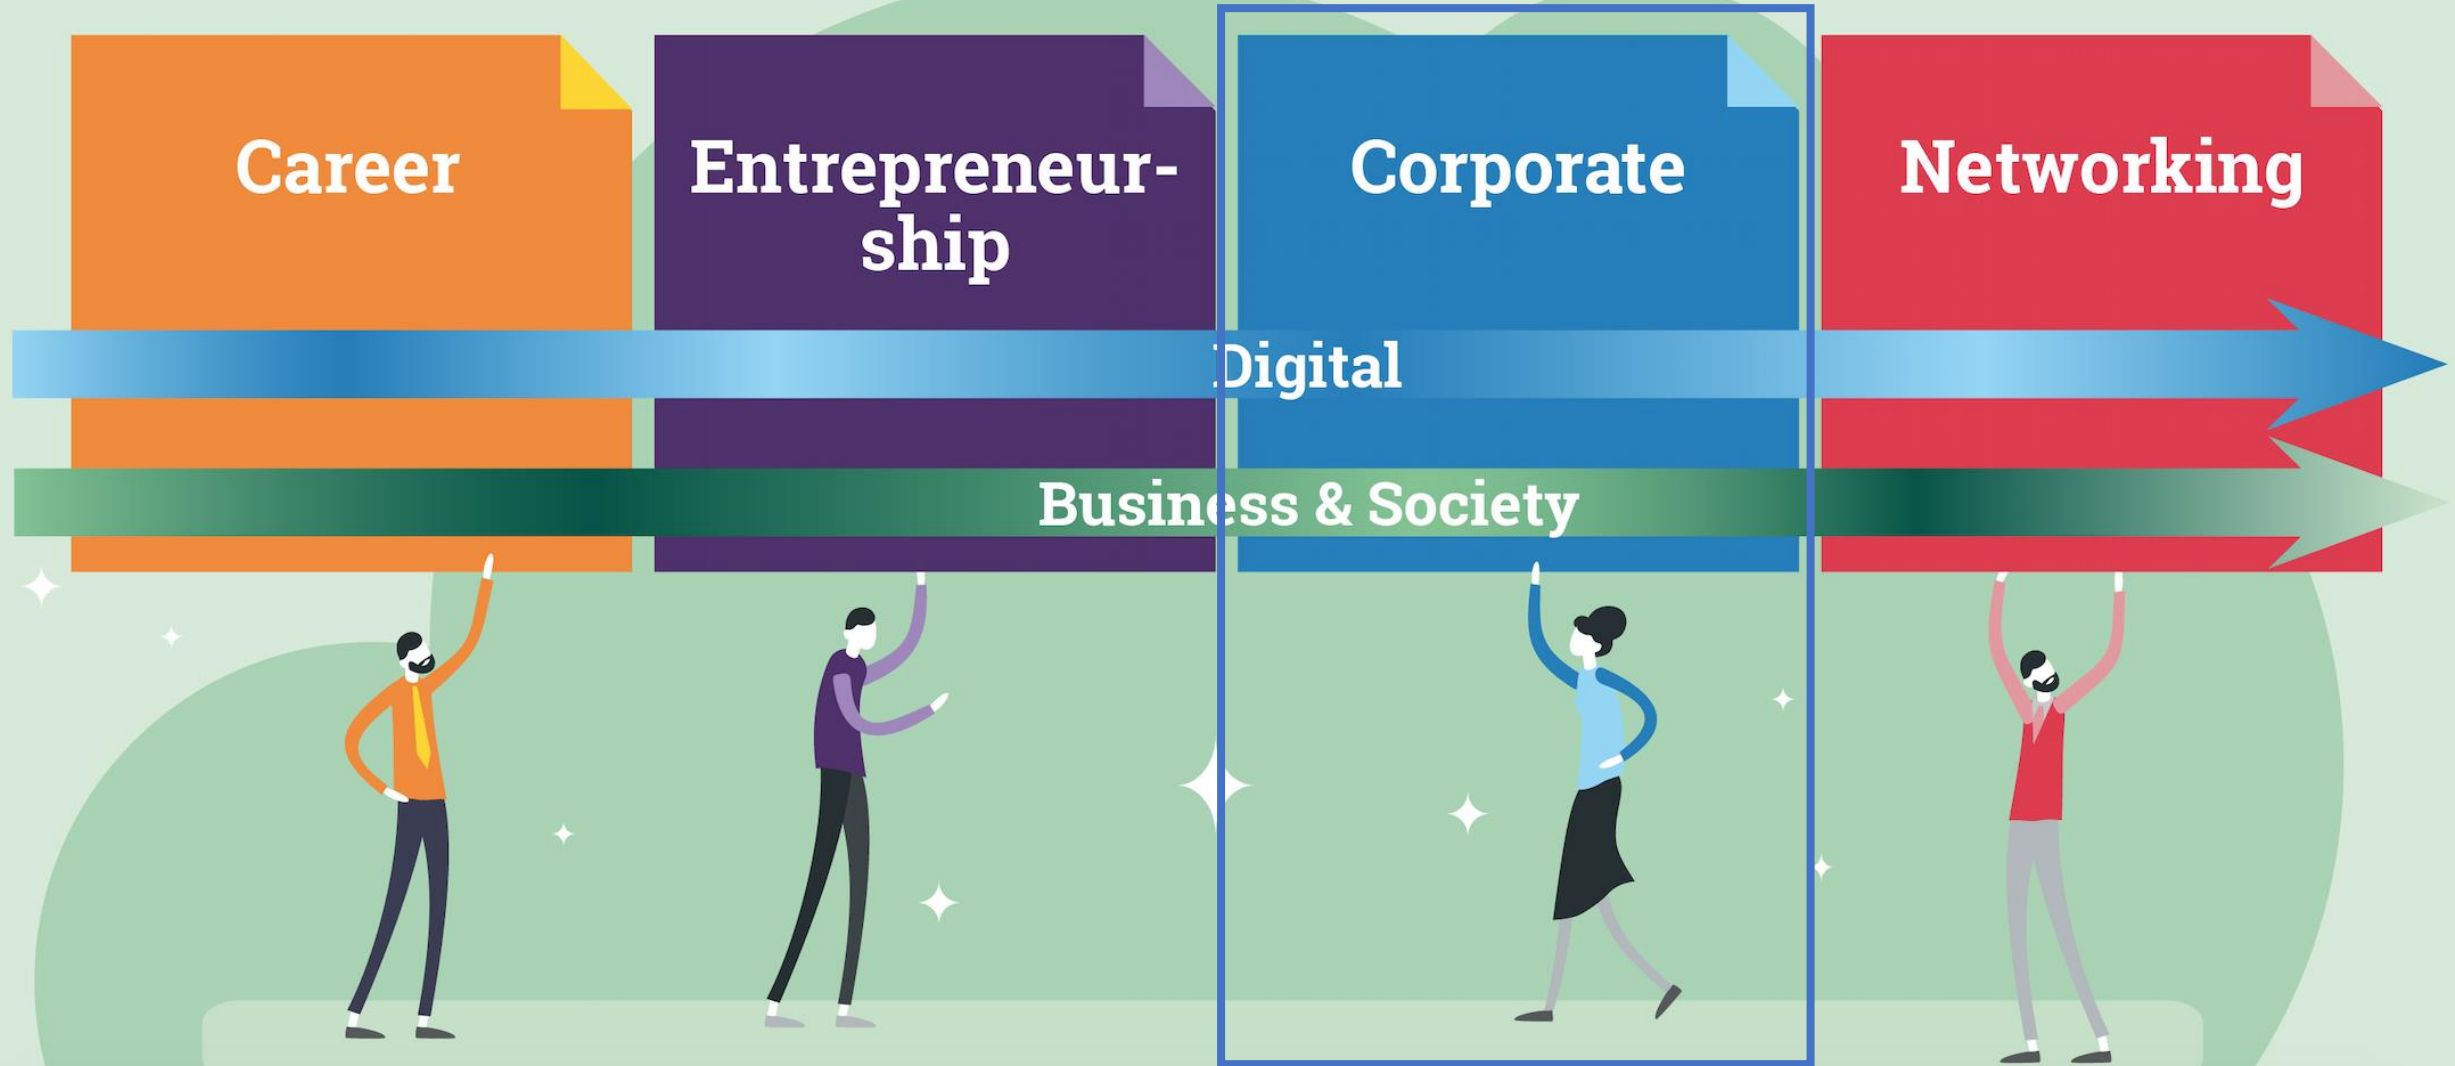 Career
Entrepreneur-
ship
Corporate
Networking
Digital
Business & Society